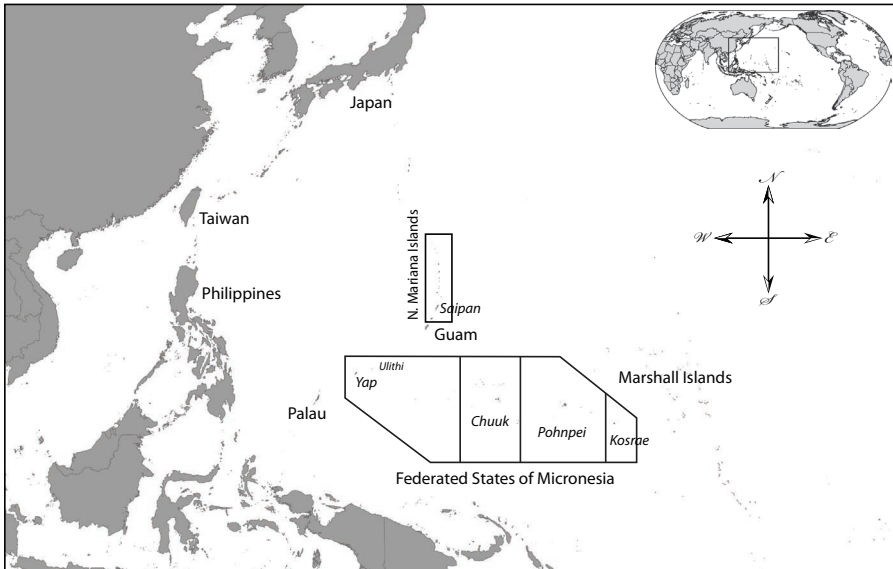 Japan
N
W
E
S
Taiwan
N. Mariana Islands
Philippines
Saipan
Guam
Ulithi
Yap
Marshall Islands
Palau
Chuuk
Pohnpei
Kosrae
Federated States of Micronesia